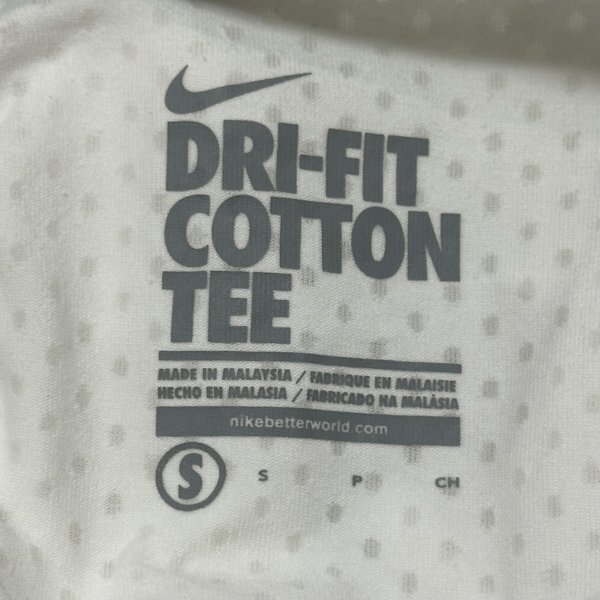 DRI-FIT
COTTON
TEE
MADE IN MALAYSIA / FABRIQUE EN MALAISIE
HECHO EN MALASIA / FABRICADO NA MALÁSIA
nikebetterworld.com
S S P CH